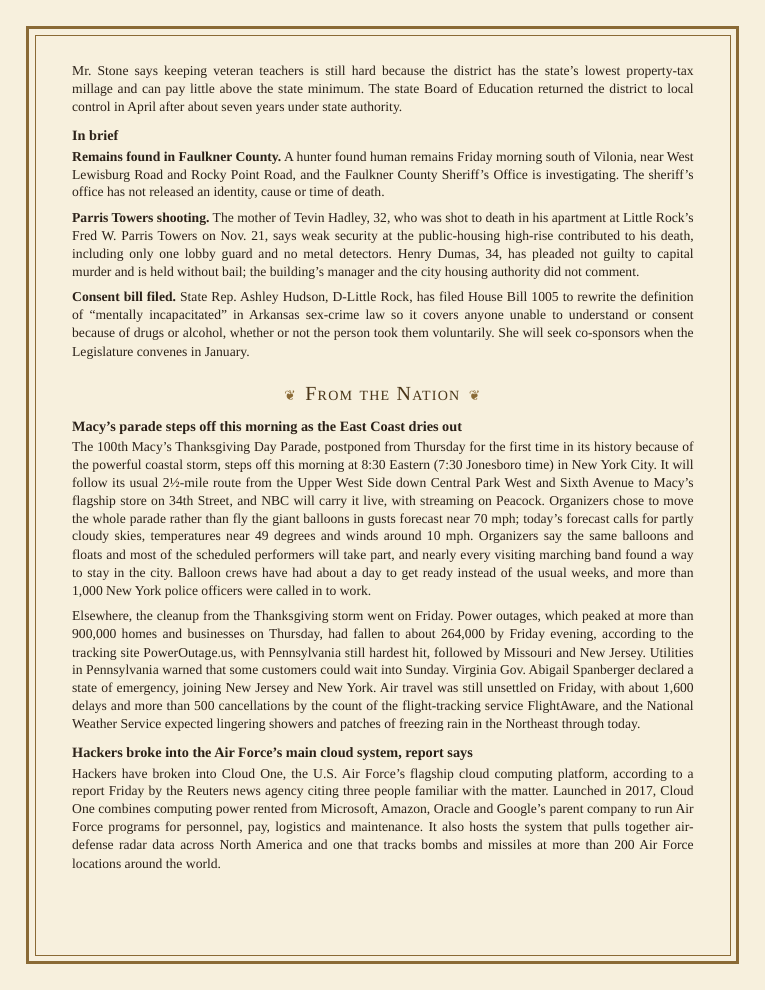 Mr. Stone says keeping veteran teachers is still hard because the district has the state’s lowest property-tax
millage and can pay little above the state minimum. The state Board of Education returned the district to local
control in April after about seven years under state authority.
In brief
Remains found in Faulkner County. A hunter found human remains Friday morning south of Vilonia, near West
Lewisburg Road and Rocky Point Road, and the Faulkner County Sheriff’s Office is investigating. The sheriff’s
office has not released an identity, cause or time of death.
Parris Towers shooting. The mother of Tevin Hadley, 32, who was shot to death in his apartment at Little Rock’s
Fred W. Parris Towers on Nov. 21, says weak security at the public-housing high-rise contributed to his death,
including only one lobby guard and no metal detectors. Henry Dumas, 34, has pleaded not guilty to capital
murder and is held without bail; the building’s manager and the city housing authority did not comment.
Consent bill filed. State Rep. Ashley Hudson, D-Little Rock, has filed House Bill 1005 to rewrite the definition
of “mentally incapacitated” in Arkansas sex-crime law so it covers anyone unable to understand or consent
because of drugs or alcohol, whether or not the person took them voluntarily. She will seek co-sponsors when the
Legislature convenes in January.
❦ From the Nation ❦
Macy’s parade steps off this morning as the East Coast dries out
The 100th Macy’s Thanksgiving Day Parade, postponed from Thursday for the first time in its history because of
the powerful coastal storm, steps off this morning at 8:30 Eastern (7:30 Jonesboro time) in New York City. It will
follow its usual 2½-mile route from the Upper West Side down Central Park West and Sixth Avenue to Macy’s
flagship store on 34th Street, and NBC will carry it live, with streaming on Peacock. Organizers chose to move
the whole parade rather than fly the giant balloons in gusts forecast near 70 mph; today’s forecast calls for partly
cloudy skies, temperatures near 49 degrees and winds around 10 mph. Organizers say the same balloons and
floats and most of the scheduled performers will take part, and nearly every visiting marching band found a way
to stay in the city. Balloon crews have had about a day to get ready instead of the usual weeks, and more than
1,000 New York police officers were called in to work.
Elsewhere, the cleanup from the Thanksgiving storm went on Friday. Power outages, which peaked at more than
900,000 homes and businesses on Thursday, had fallen to about 264,000 by Friday evening, according to the
tracking site PowerOutage.us, with Pennsylvania still hardest hit, followed by Missouri and New Jersey. Utilities
in Pennsylvania warned that some customers could wait into Sunday. Virginia Gov. Abigail Spanberger declared a
state of emergency, joining New Jersey and New York. Air travel was still unsettled on Friday, with about 1,600
delays and more than 500 cancellations by the count of the flight-tracking service FlightAware, and the National
Weather Service expected lingering showers and patches of freezing rain in the Northeast through today.
Hackers broke into the Air Force’s main cloud system, report says
Hackers have broken into Cloud One, the U.S. Air Force’s flagship cloud computing platform, according to a
report Friday by the Reuters news agency citing three people familiar with the matter. Launched in 2017, Cloud
One combines computing power rented from Microsoft, Amazon, Oracle and Google’s parent company to run Air
Force programs for personnel, pay, logistics and maintenance. It also hosts the system that pulls together air-
defense radar data across North America and one that tracks bombs and missiles at more than 200 Air Force
locations around the world.